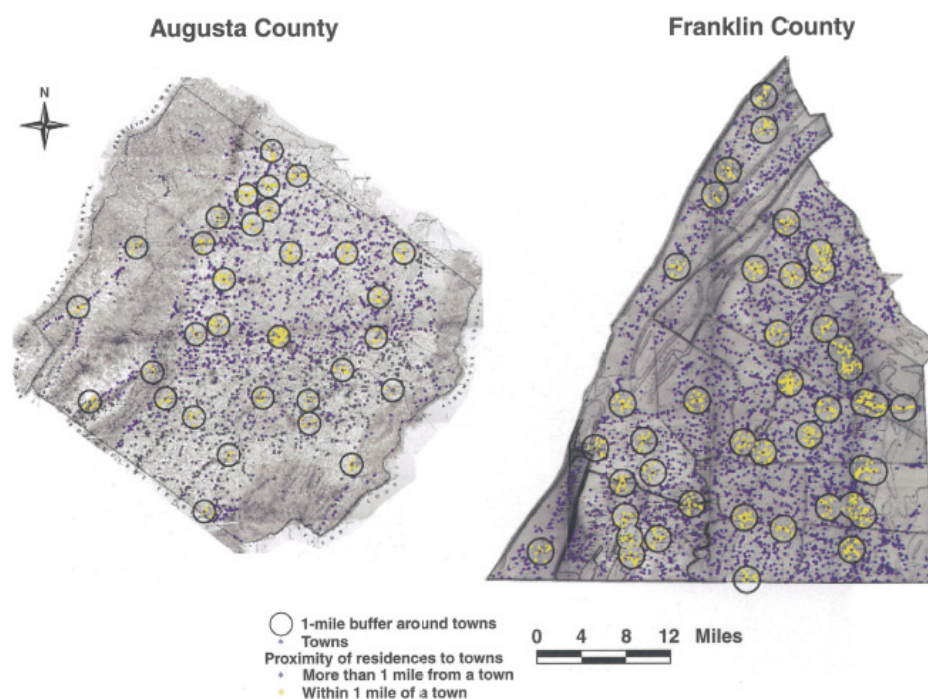 Augusta County
Franklin County
N
1-mile buffer around towns
Towns
Proximity of residences to towns
More than 1 mile from a town
Within 1 mile of a town
0 4 8 12 Miles